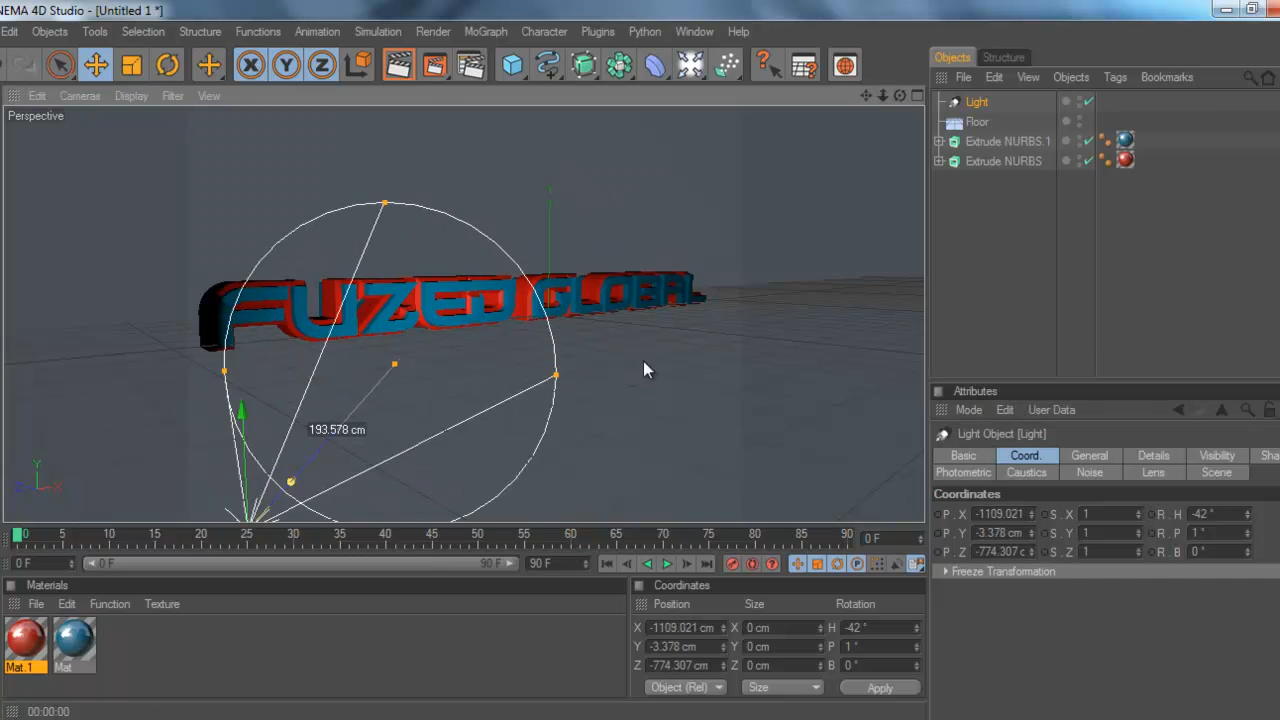 NEMA 4D Studio - [Untitled 1 *]
Edit Objects Tools Selection Structure Functions Animation Simulation Render MoGraph Character Plugins Python Window Help
X Y Z
Edit Cameras Display Filter View
Perspective
FUZED GLOBAL
193.578 cm
Y
Z X
0 5 10 15 20 25 30 35 40 45 50 55 60 65 70 75 80 85 90 0 F
0 F 0 F 90 F 90 F
Materials
File Edit Function Texture
Mat.1 Mat
00:00:00
Coordinates
Position Size Rotation
X -1109.021 cm X 0 cm H -42 °
Y -3.378 cm Y 0 cm P 1 °
Z -774.307 cm Z 0 cm B 0 °
Object (Rel) Size Apply
Objects Structure
File Edit View Objects Tags Bookmarks
Light
Floor
Extrude NURBS.1
Extrude NURBS
Attributes
Mode Edit User Data
Light Object [Light]
Basic Coord. General Details Visibility Sha
Photometric Caustics Noise Lens Scene
Coordinates
P . X -1109.021 S . X 1 R . H -42 °
P . Y -3.378 cm S . Y 1 R . P 1 °
P . Z -774.307 c S . Z 1 R . B 0 °
Freeze Transformation